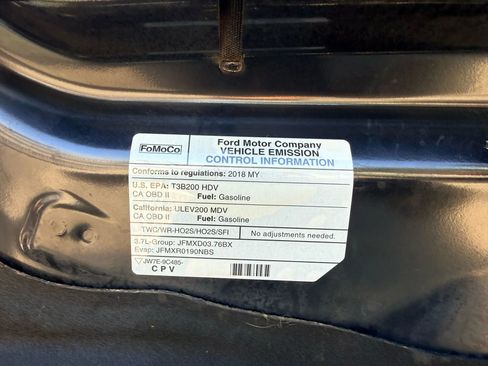 FoMoCo
Ford Motor Company
VEHICLE EMISSION
CONTROL INFORMATION
Conforms to regulations: 2018 MY
U.S. EPA: T3B200 HDV
CA OBD II Fuel: Gasoline
California: ULEV200 MDV
CA OBD II Fuel: Gasoline
TWC/WR-HO2S/HO2S/SFI No adjustments needed.
3.7L-Group: JFMXD03.76BX
Evap: JFMXR0190NBS
JW7E-9C485-
CPV